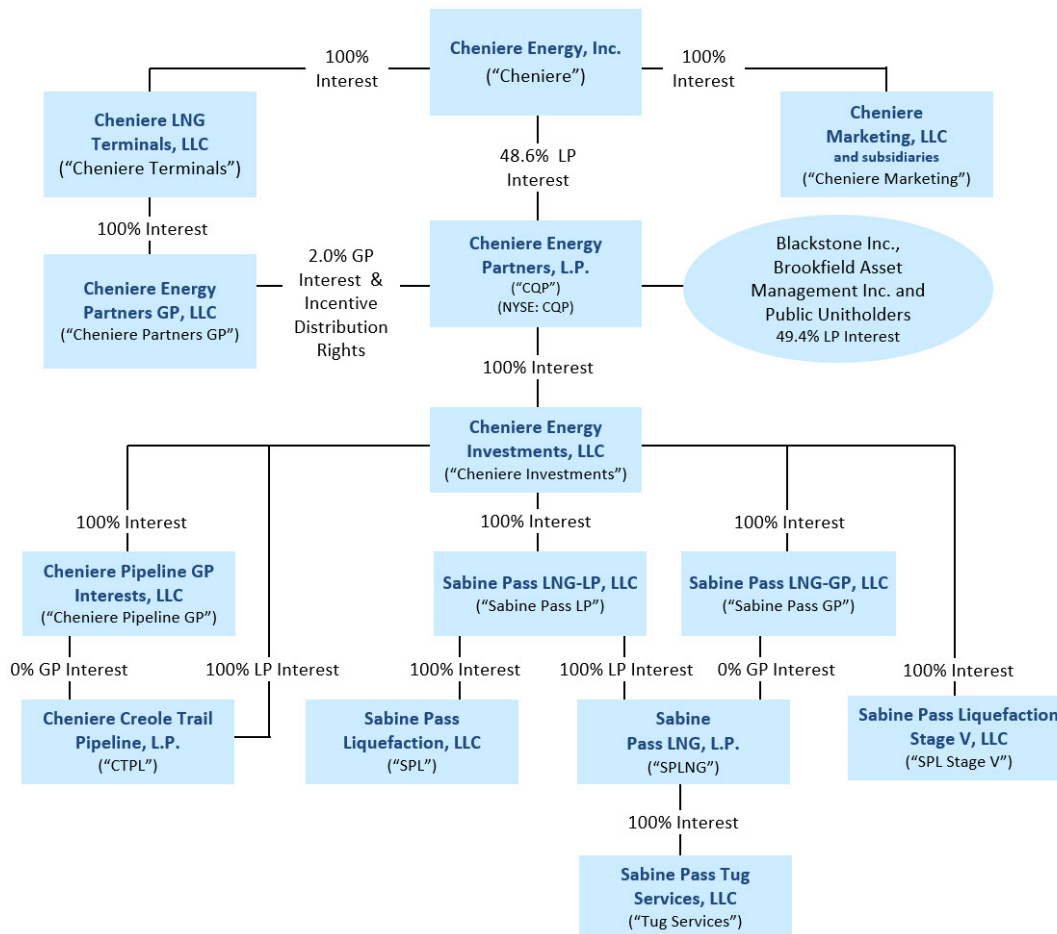 Cheniere Energy, Inc.
(“Cheniere”)
100%
Interest
100%
Interest
Cheniere LNG
Terminals, LLC
(“Cheniere Terminals”)
48.6% LP
Interest
Cheniere
Marketing, LLC
and subsidiaries
(“Cheniere Marketing”)
100% Interest
Cheniere Energy
Partners GP, LLC
(“Cheniere Partners GP”)
2.0% GP
Interest &
Incentive
Distribution
Rights
Cheniere Energy
Partners, L.P.
(“CQP”)
(NYSE: CQP)
Blackstone Inc.,
Brookfield Asset
Management Inc. and
Public Unitholders
49.4% LP Interest
100% Interest
Cheniere Energy
Investments, LLC
(“Cheniere Investments”)
100% Interest
100% Interest
100% Interest
Cheniere Pipeline GP
Interests, LLC
(“Cheniere Pipeline GP”)
Sabine Pass LNG-LP, LLC
(“Sabine Pass LP”)
Sabine Pass LNG-GP, LLC
(“Sabine Pass GP”)
0% GP Interest
100% LP Interest
100% Interest
100% LP Interest
0% GP Interest
100% Interest
Cheniere Creole Trail
Pipeline, L.P.
(“CTPL”)
Sabine Pass
Liquefaction, LLC
(“SPL”)
Sabine
Pass LNG, L.P.
(“SPLNG”)
Sabine Pass Liquefaction
Stage V, LLC
(“SPL Stage V”)
100% Interest
Sabine Pass Tug
Services, LLC
(“Tug Services”)